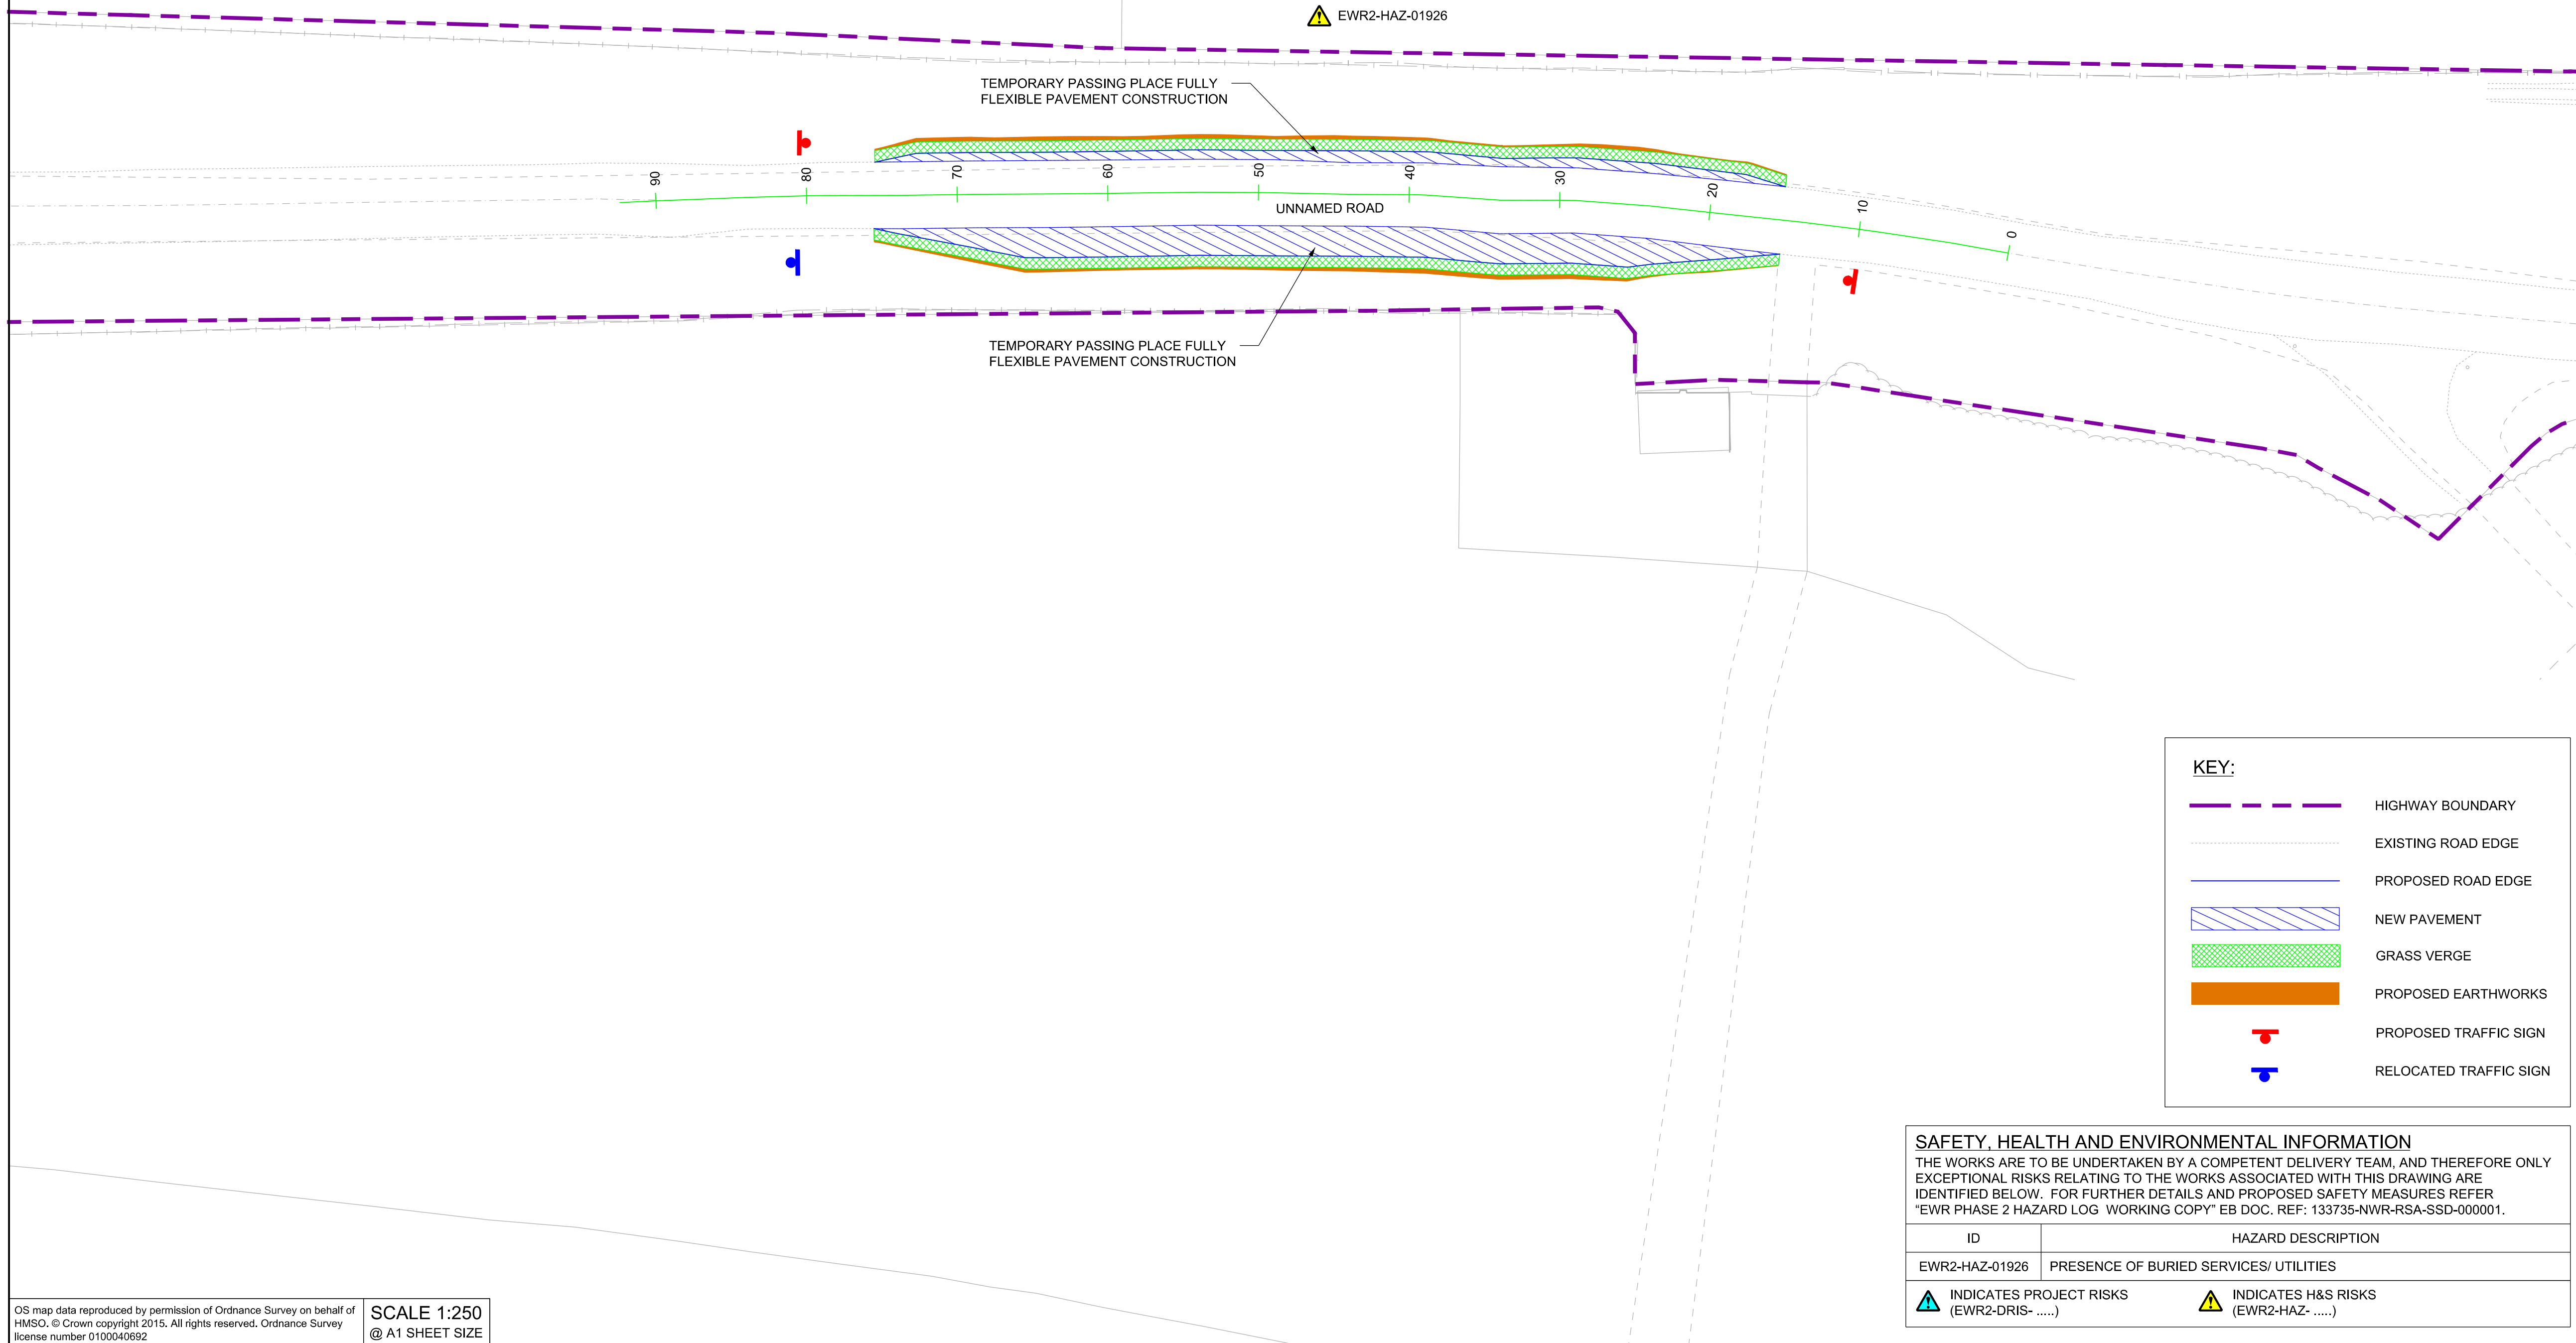 EWR2-HAZ-01926
TEMPORARY PASSING PLACE FULLY
FLEXIBLE PAVEMENT CONSTRUCTION
90
80
70
60
50
40
30
20
10
0
UNNAMED ROAD
TEMPORARY PASSING PLACE FULLY
FLEXIBLE PAVEMENT CONSTRUCTION
KEY:
HIGHWAY BOUNDARY
EXISTING ROAD EDGE
PROPOSED ROAD EDGE
NEW PAVEMENT
GRASS VERGE
PROPOSED EARTHWORKS
PROPOSED TRAFFIC SIGN
RELOCATED TRAFFIC SIGN
SAFETY, HEALTH AND ENVIRONMENTAL INFORMATION
THE WORKS ARE TO BE UNDERTAKEN BY A COMPETENT DELIVERY TEAM, AND THEREFORE ONLY
EXCEPTIONAL RISKS RELATING TO THE WORKS ASSOCIATED WITH THIS DRAWING ARE
IDENTIFIED BELOW. FOR FURTHER DETAILS AND PROPOSED SAFETY MEASURES REFER
“EWR PHASE 2 HAZARD LOG WORKING COPY” EB DOC. REF: 133735-NWR-RSA-SSD-000001.
ID HAZARD DESCRIPTION
EWR2-HAZ-01926 PRESENCE OF BURIED SERVICES/ UTILITIES
INDICATES PROJECT RISKS
(EWR2-DRIS- .....)
INDICATES H&S RISKS
(EWR2-HAZ- .....)
OS map data reproduced by permission of Ordnance Survey on behalf of
HMSO. © Crown copyright 2015. All rights reserved. Ordnance Survey
license number 0100040692
SCALE 1:250
@ A1 SHEET SIZE